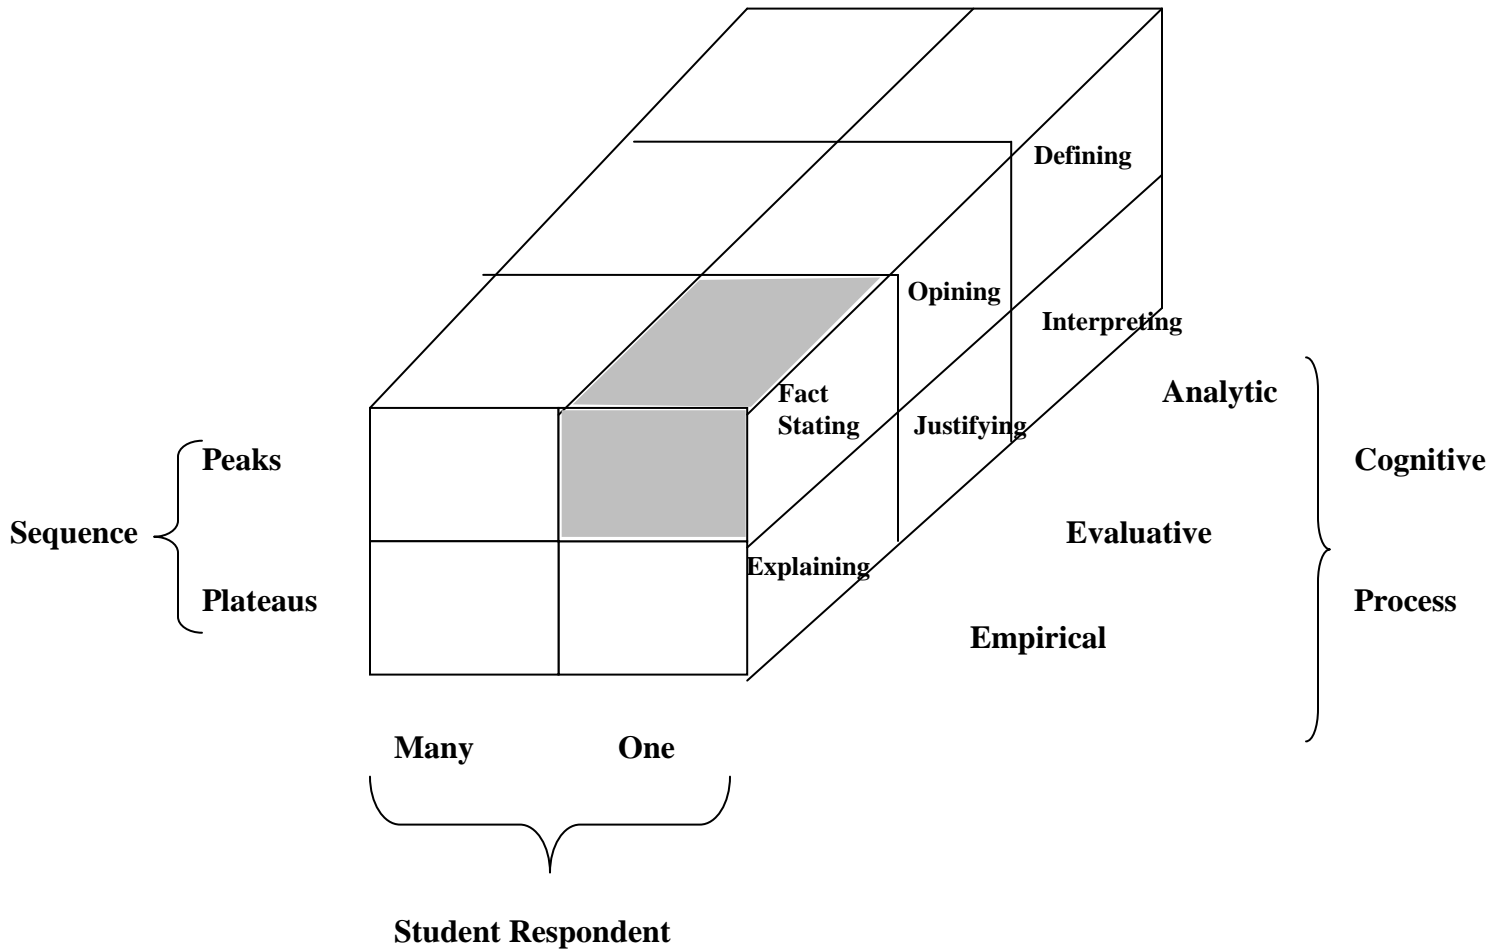 Defining
Opining
Interpreting
Fact
Stating
Justifying
Analytic
Peaks
Cognitive
Sequence
Evaluative
Explaining
Plateaus
Process
Empirical
Many
One
Student Respondent